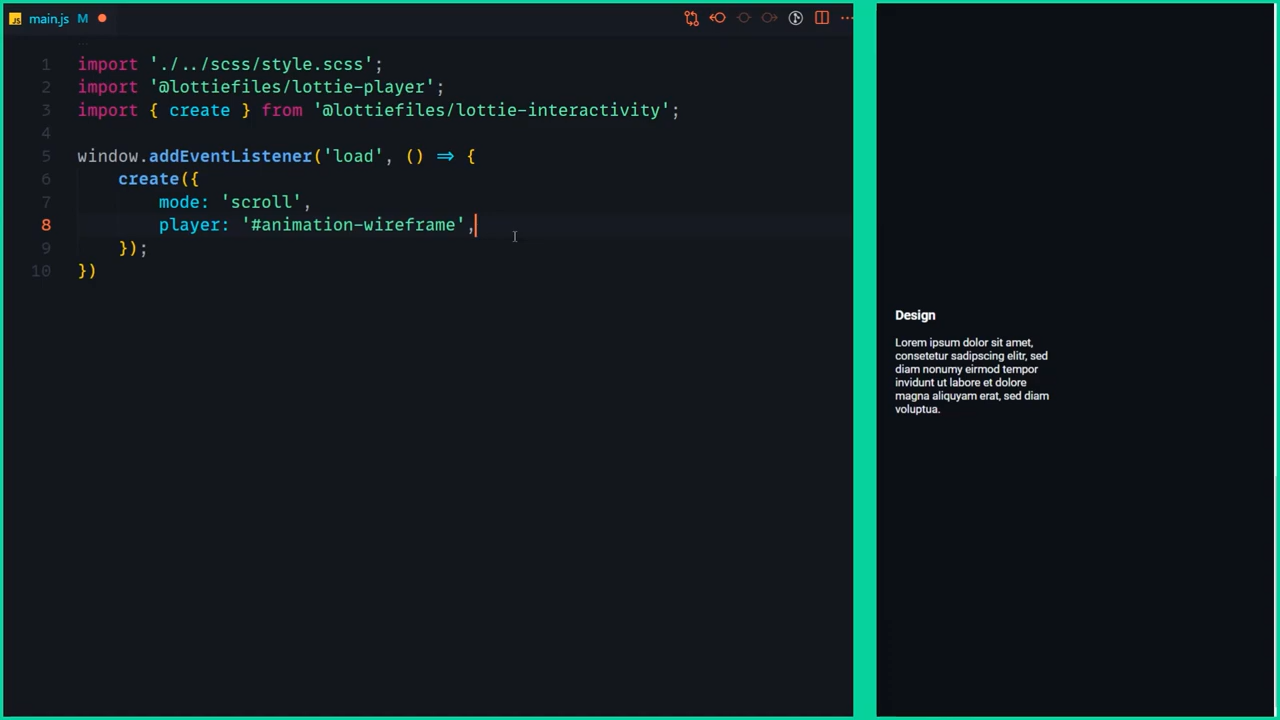 main.js M
1 import './../scss/style.scss';
2 import '@lottiefiles/lottie-player';
3 import { create } from '@lottiefiles/lottie-interactivity';
4
5 window.addEventListener('load', () => {
6 create({
7 mode: 'scroll',
8 player: '#animation-wireframe',
9 });
10 })
Design
Lorem ipsum dolor sit amet,
consetetur sadipscing elitr, sed
diam nonumy eirmod tempor
invidunt ut labore et dolore
magna aliquyam erat, sed diam
voluptua.